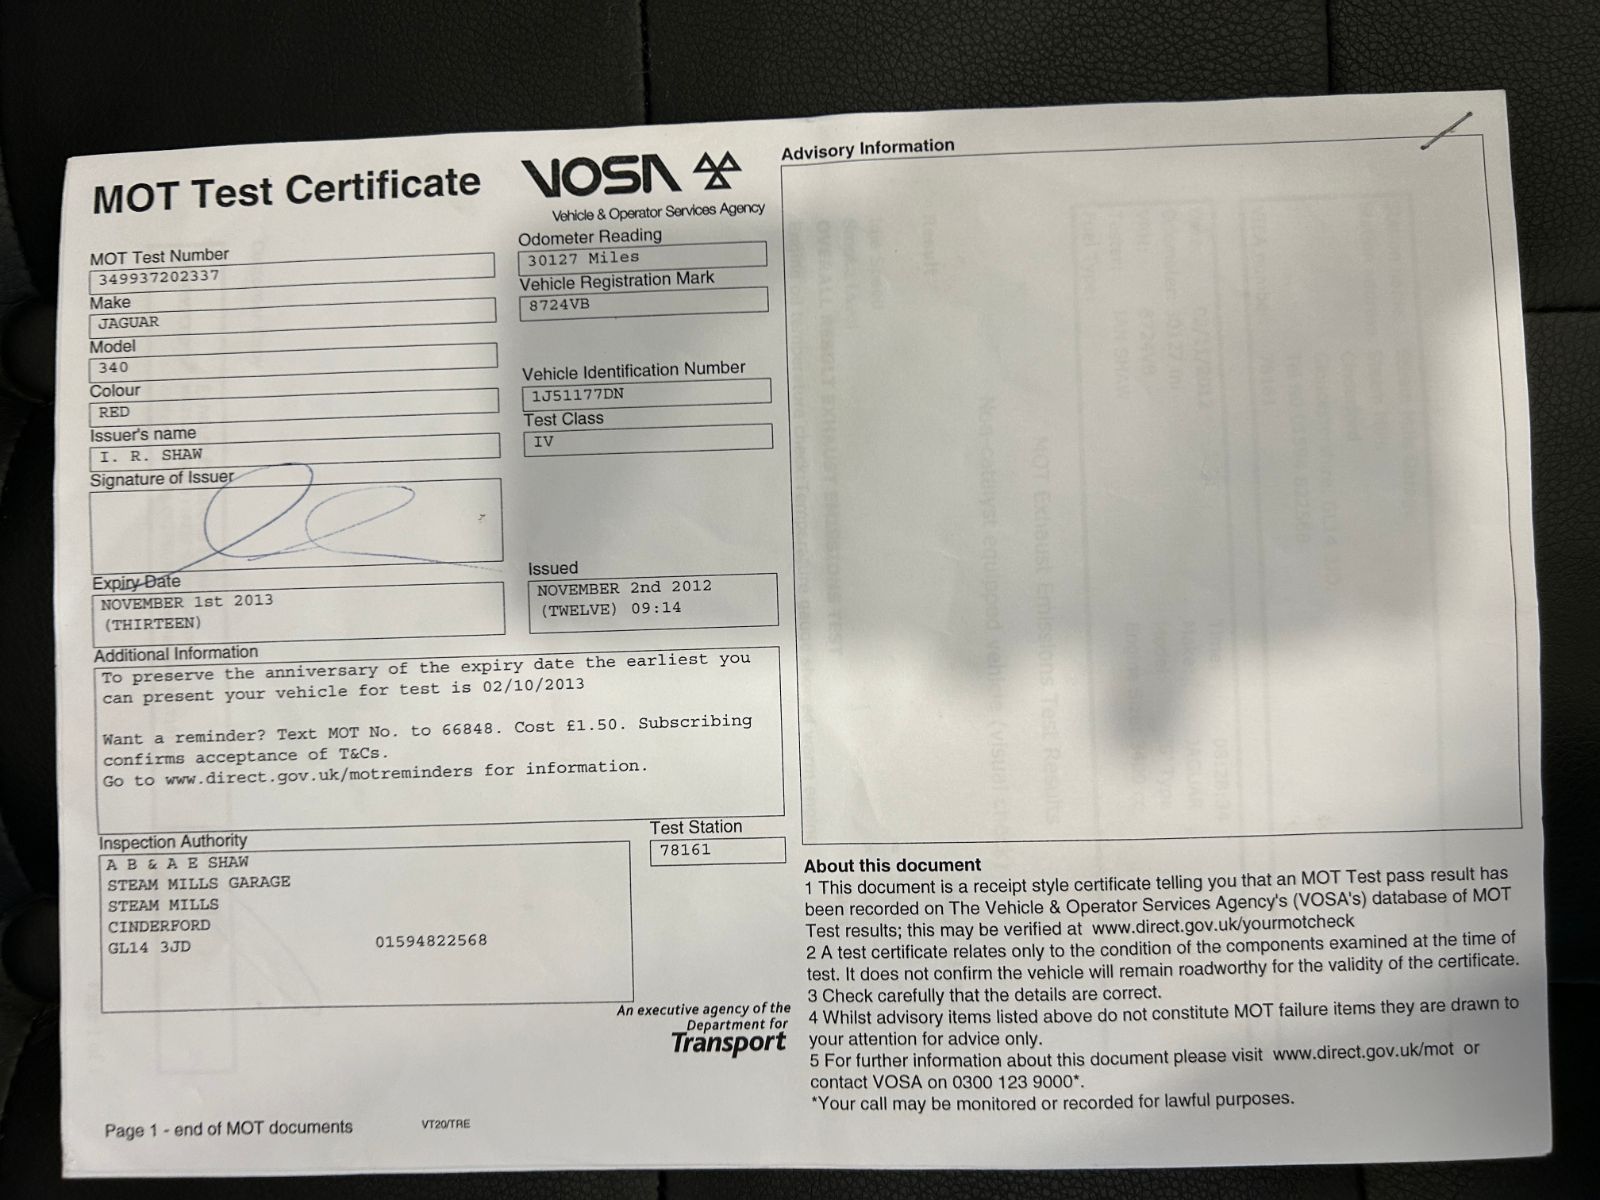 MOT Test Certificate
VOSA
Vehicle & Operator Services Agency
MOT Test Number
349937202337
Make
JAGUAR
Model
340
Colour
RED
Issuer's name
I. R. SHAW
Signature of Issuer
Odometer Reading
30127 Miles
Vehicle Registration Mark
8724VB
Vehicle Identification Number
1J51177DN
Test Class
IV
Expiry Date
NOVEMBER 1st 2013
(THIRTEEN)
Issued
NOVEMBER 2nd 2012
(TWELVE) 09:14
Additional Information
To preserve the anniversary of the expiry date the earliest you
can present your vehicle for test is 02/10/2013
Want a reminder? Text MOT No. to 66848. Cost £1.50. Subscribing
confirms acceptance of T&Cs.
Go to www.direct.gov.uk/motreminders for information.
Inspection Authority
A B & A E SHAW
STEAM MILLS GARAGE
STEAM MILLS
CINDERFORD
GL14 3JD 01594822568
Test Station
78161
An executive agency of the
Department for
Transport
Page 1 - end of MOT documents
VT20/TRE
Advisory Information
About this document
1 This document is a receipt style certificate telling you that an MOT Test pass result has
been recorded on The Vehicle & Operator Services Agency's (VOSA's) database of MOT
Test results; this may be verified at www.direct.gov.uk/yourmotcheck
2 A test certificate relates only to the condition of the components examined at the time of
test. It does not confirm the vehicle will remain roadworthy for the validity of the certificate.
3 Check carefully that the details are correct.
4 Whilst advisory items listed above do not constitute MOT failure items they are drawn to
your attention for advice only.
5 For further information about this document please visit www.direct.gov.uk/mot or
contact VOSA on 0300 123 9000*.
*Your call may be monitored or recorded for lawful purposes.